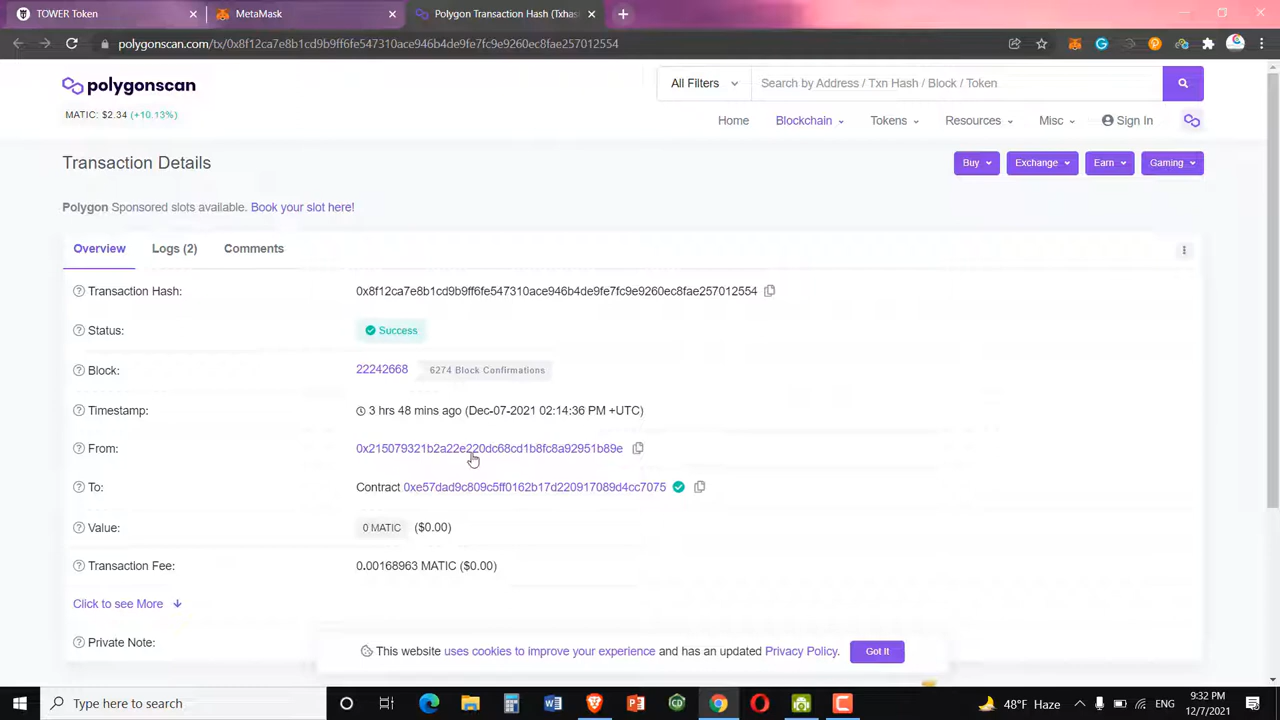 TOWER Token
MetaMask
Polygon Transaction Hash (Txhas
polygonscan.com/tx/0x8f12ca7e8b1cd9b9ff6fe547310ace946b4de9fe7fc9e9260ec8fae257012554
polygonscan
All Filters
Search by Address / Txn Hash / Block / Token
MATIC: $2.34 (+10.13%)
Home
Blockchain
Tokens
Resources
Misc
Sign In
Transaction Details
Buy
Exchange
Earn
Gaming
Polygon Sponsored slots available. Book your slot here!
Overview
Logs (2)
Comments
Transaction Hash:
0x8f12ca7e8b1cd9b9ff6fe547310ace946b4de9fe7fc9e9260ec8fae257012554
Status:
Success
Block:
22242668
6274 Block Confirmations
Timestamp:
3 hrs 48 mins ago (Dec-07-2021 02:14:36 PM +UTC)
From:
0x215079321b2a22e220dc68cd1b8fc8a92951b89e
To:
Contract 0xe57dad9c809c5ff0162b17d220917089d4cc7075
Value:
0 MATIC
($0.00)
Transaction Fee:
0.00168963 MATIC ($0.00)
Click to see More
Private Note:
This website uses cookies to improve your experience and has an updated Privacy Policy.
Got It
Type here to search
48°F Haze
ENG
9:32 PM
12/7/2021